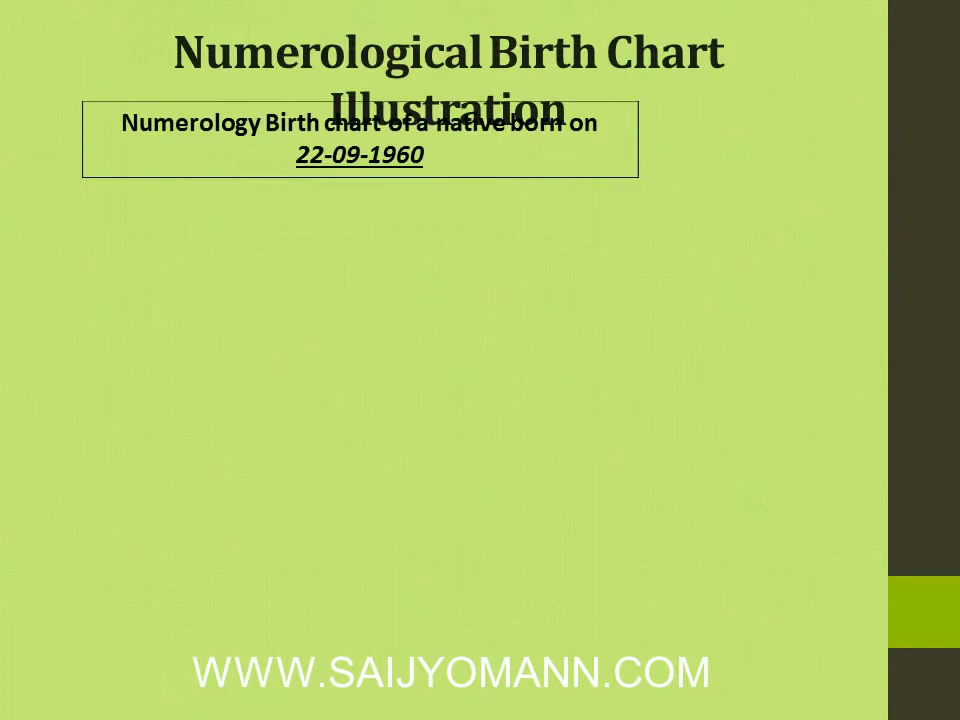 Numerological Birth Chart
Illustration
Numerology Birth chart of a native born on
22-09-1960
WWW.SAIJYOMANN.COM